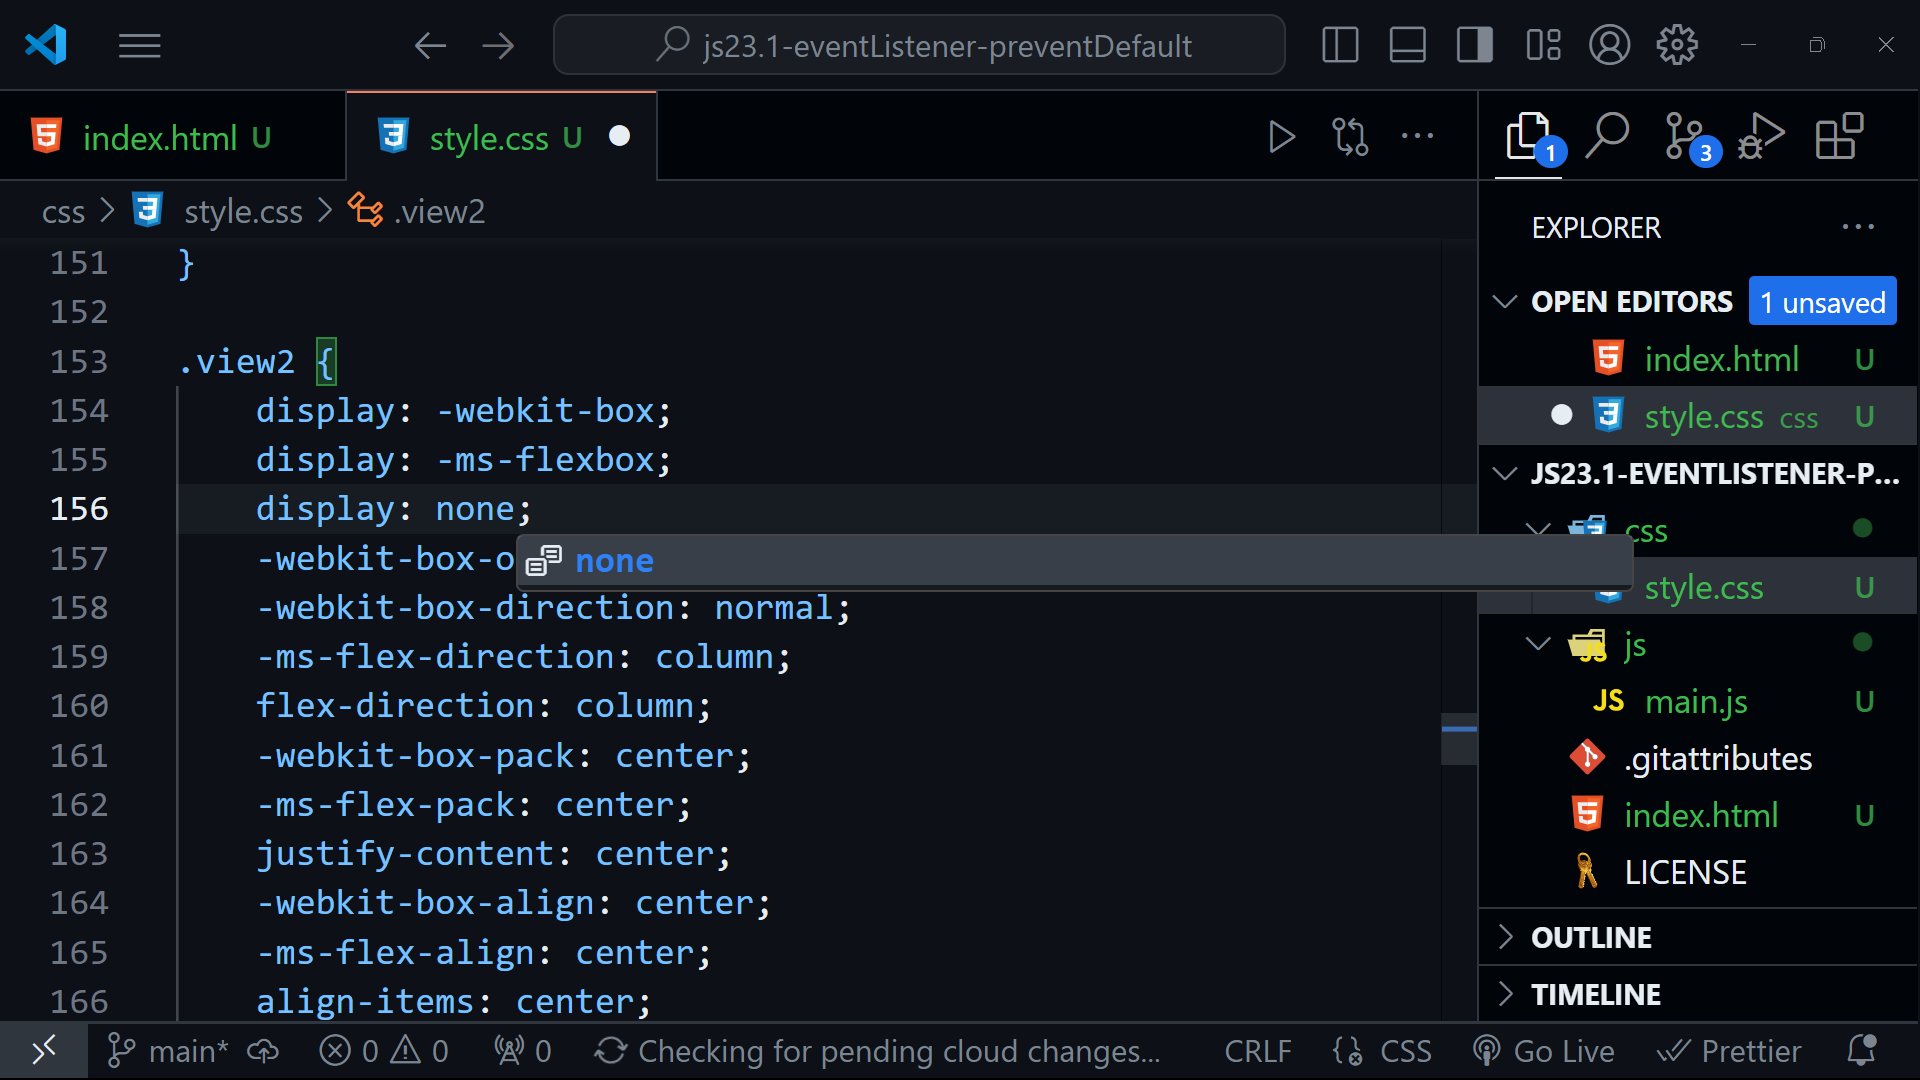 js23.1-eventListener-preventDefault
index.html U
style.css U
1
3
css > style.css > .view2
151 }
152
153 .view2 {
154 display: -webkit-box;
155 display: -ms-flexbox;
156 display: none;
157 -webkit-box-o
none
158 -webkit-box-direction: normal;
159 -ms-flex-direction: column;
160 flex-direction: column;
161 -webkit-box-pack: center;
162 -ms-flex-pack: center;
163 justify-content: center;
164 -webkit-box-align: center;
165 -ms-flex-align: center;
166 align-items: center;
EXPLORER
OPEN EDITORS 1 unsaved
index.html U
style.css css U
JS23.1-EVENTLISTENER-P...
css
style.css U
js
JS main.js U
.gitattributes
index.html U
LICENSE
OUTLINE
TIMELINE
main* 0 0 0 Checking for pending cloud changes... CRLF CSS Go Live Prettier